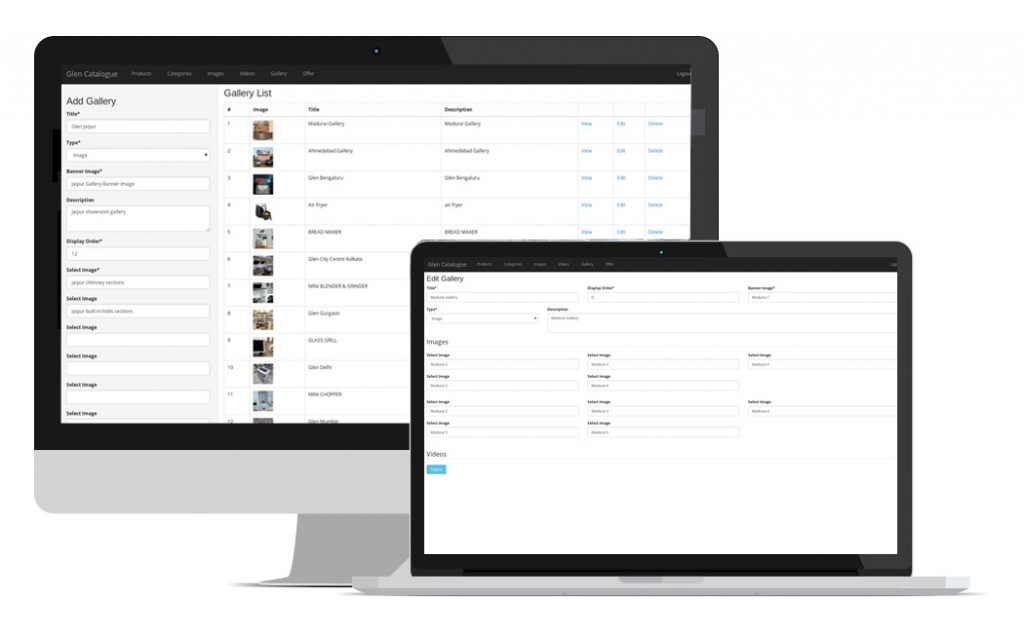 Glen Catalogue Products Categories Images Videos Gallery Offer Logout
Add Gallery
Title*
Glen jaipur
Type*
Image
Banner Image*
jaipur Gallery Banner Image
Description
jaipur showroom gallery
Display Order*
12
Select Image*
jaipur chimney sections
Select Image
jaipur built-in-hobs sections
Select Image
Select Image
Select Image
Select Image
Gallery List
# Image Title Description
1 Madurai Gallery Madurai Gallery View Edit Delete
2 Ahmedabad Gallery Ahmedabad Gallery View Edit Delete
3 Glen Bengaluru Glen Bengaluru View Edit Delete
4 Air fryer air fryer View Edit Delete
5 BREAD MAKER BREAD MAKER View Edit Delete
6 Glen City Centre Kolkata
7 MINI BLENDER & GRINDER
8 Glen Gurgaon
9 GLASS GRILL
10 Glen Delhi
11 MINI CHOPPER
12 Glen Mumbai
Glen Catalogue Products Categories Images Videos Gallery Offer Log
Edit Gallery
Title* Display Order* Banner Image*
Madurai Gallery
Type* Description
Image Madurai Gallery
Images
Select Image Select Image Select Image
Madurai 2 Madurai 3 Madurai 4
Select Image Select Image
Madurai 5 Madurai 6
Select Image Select Image Select Image
Madurai 2 Madurai 3 Madurai 4
Select Image Select Image
Madurai 5 Madurai 6
Videos
Submit